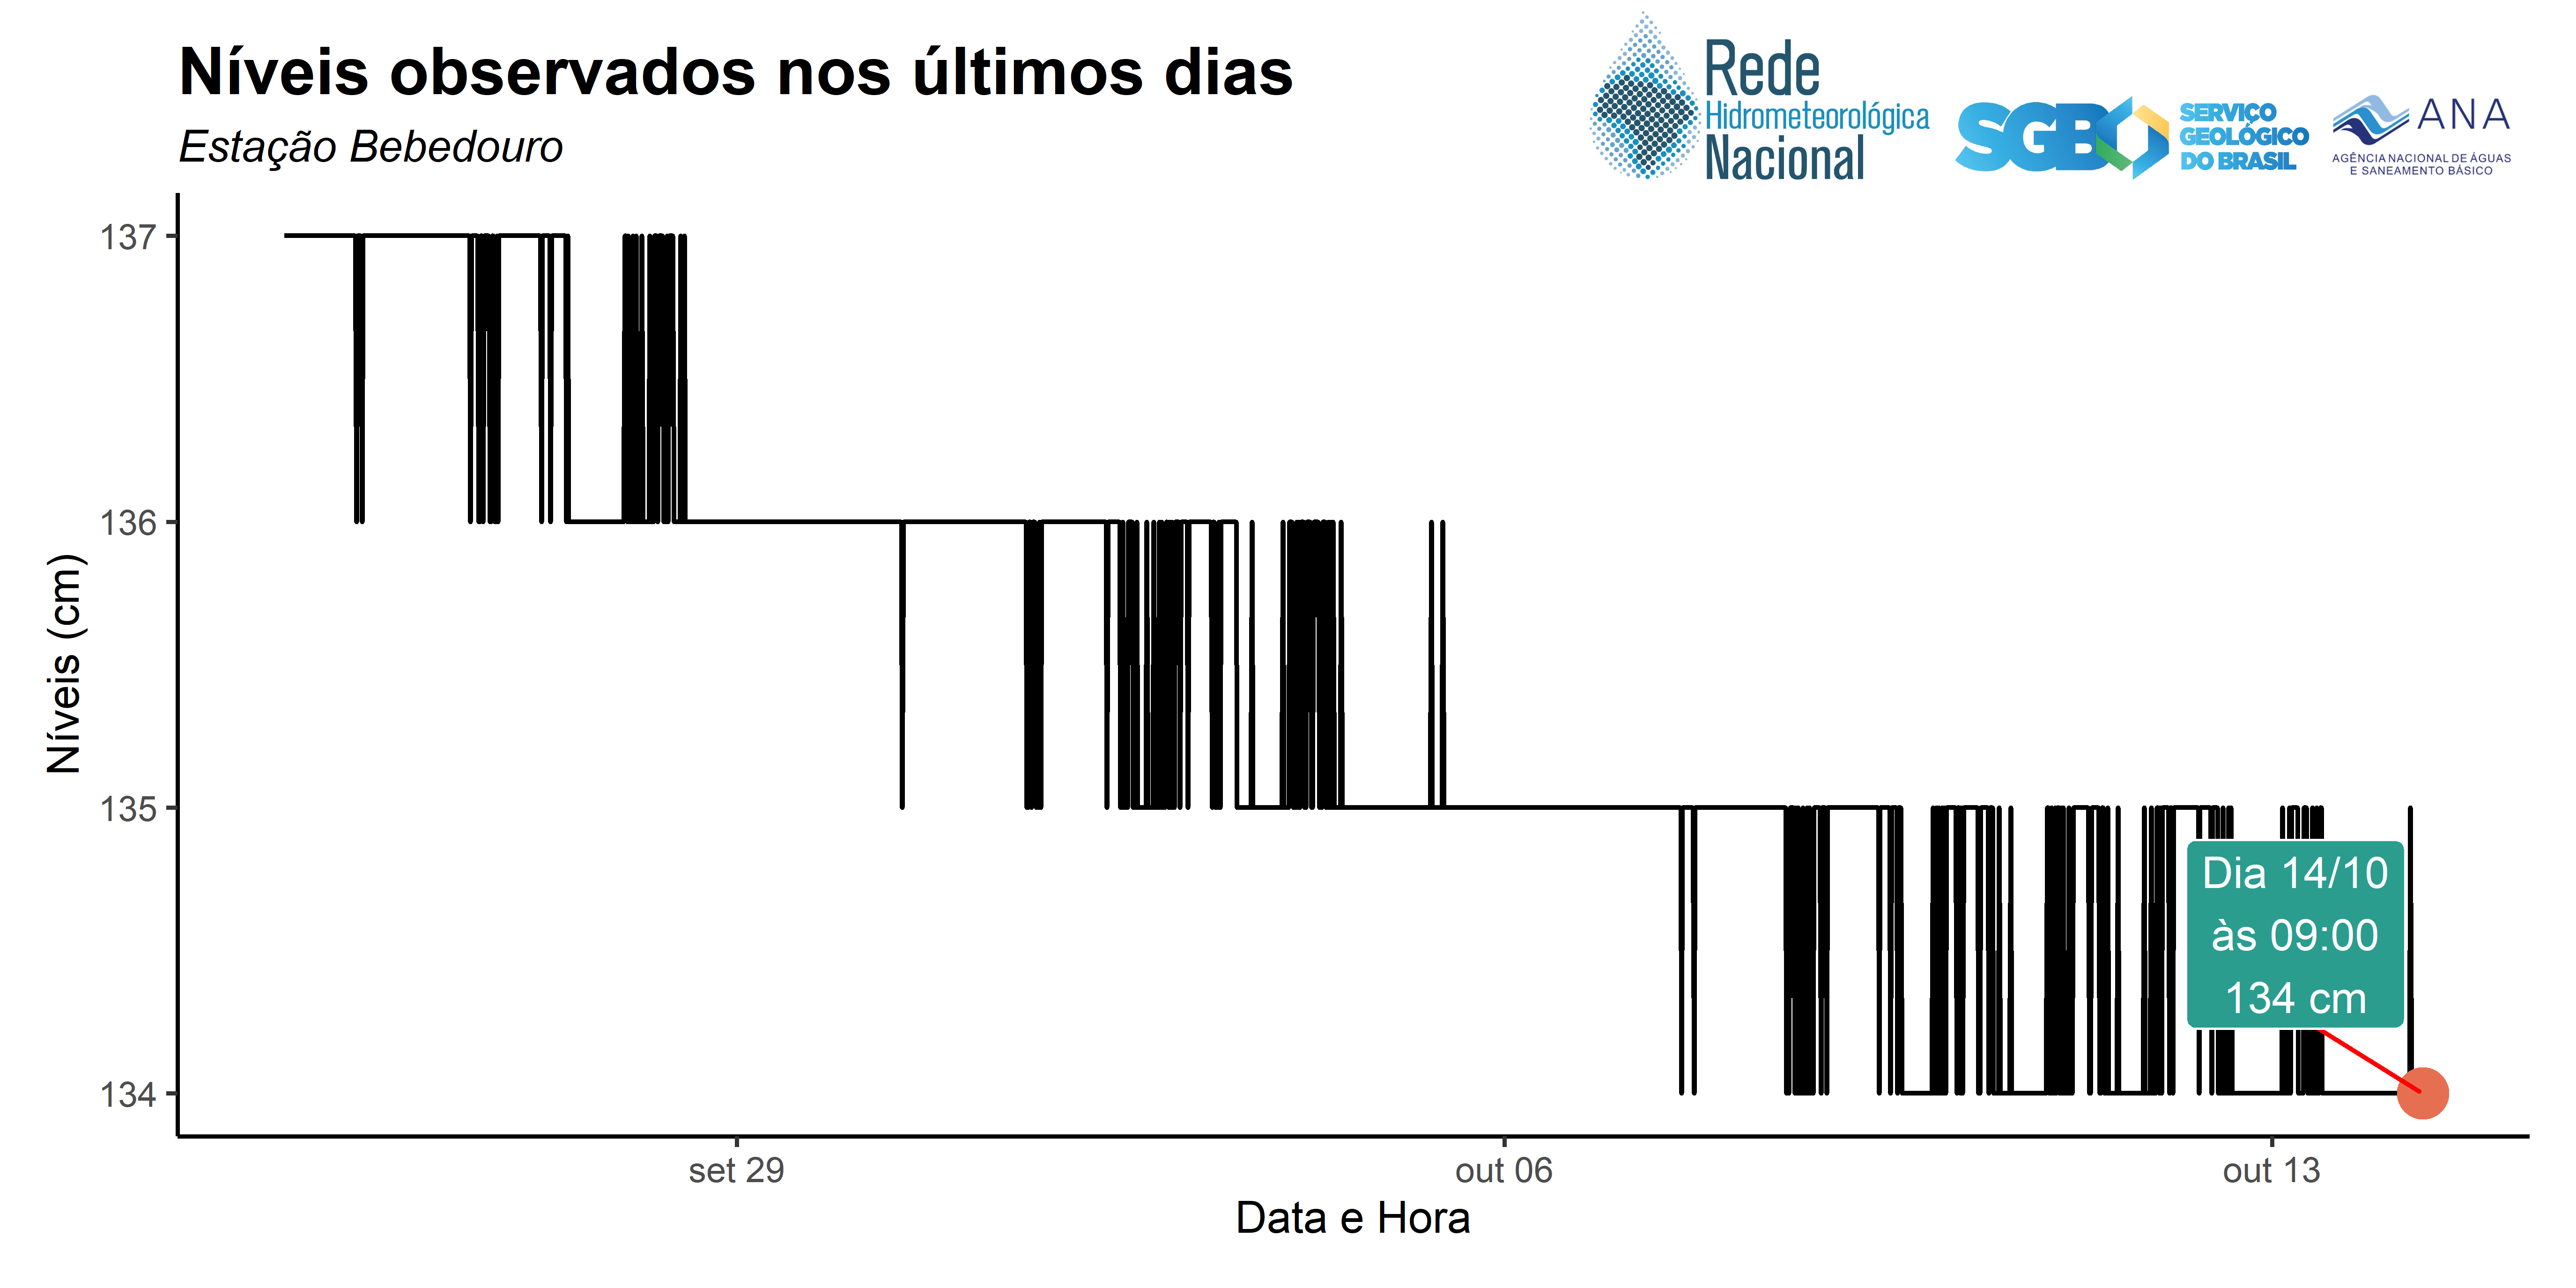 Níveis observados nos últimos dias
Estação Bebedouro
Rede
Hidrometeorológica
Nacional
SGB
SERVIÇO
GEOLÓGICO
DO BRASIL
ANA
AGÊNCIA NACIONAL DE ÁGUAS
E SANEAMENTO BÁSICO
137
136
135
134
Níveis (cm)
Dia 14/10
às 09:00
134 cm
set 29
out 06
out 13
Data e Hora